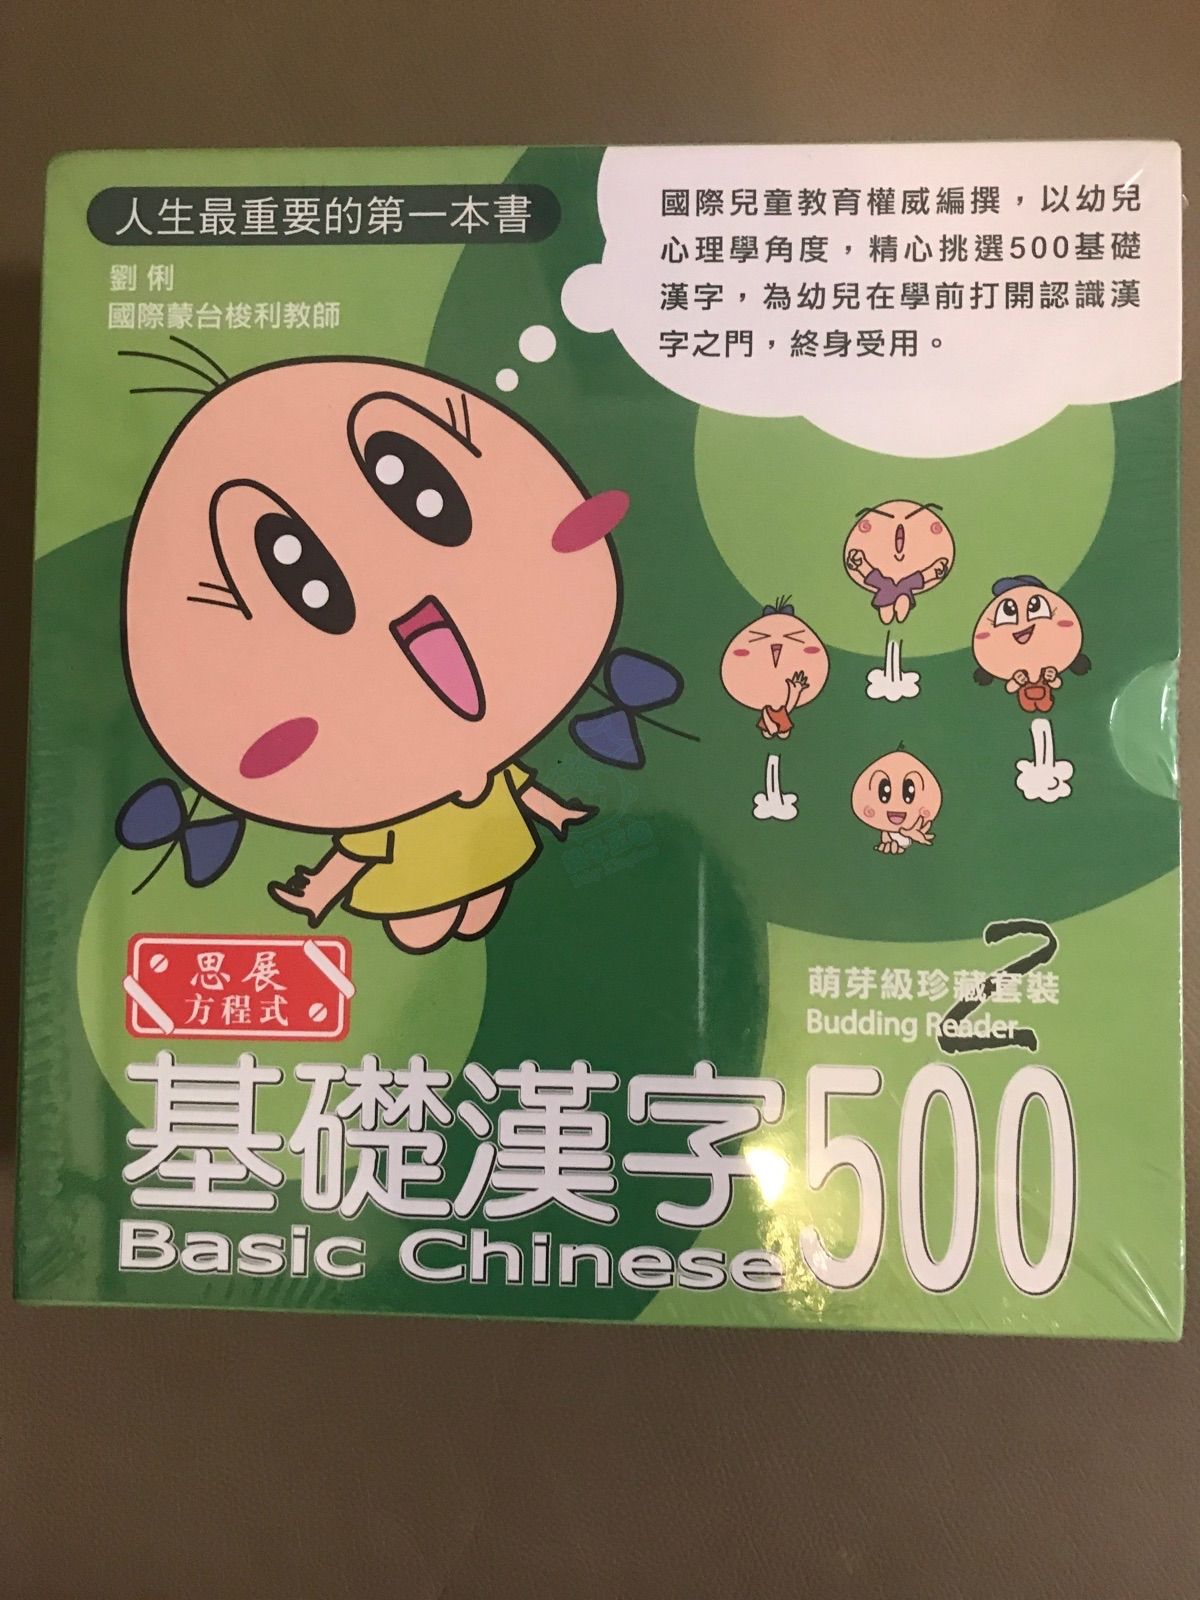 人生最重要的第一本書
劉俐
國際蒙台梭利教師
國際兒童教育權威編撰，以幼兒
心理學角度，精心挑選500基礎
漢字，為幼兒在學前打開認識漢
字之門，終身受用。
思展
方程式
2
萌芽級珍藏套裝
Budding Reader
基礎漢字500
Basic Chinese